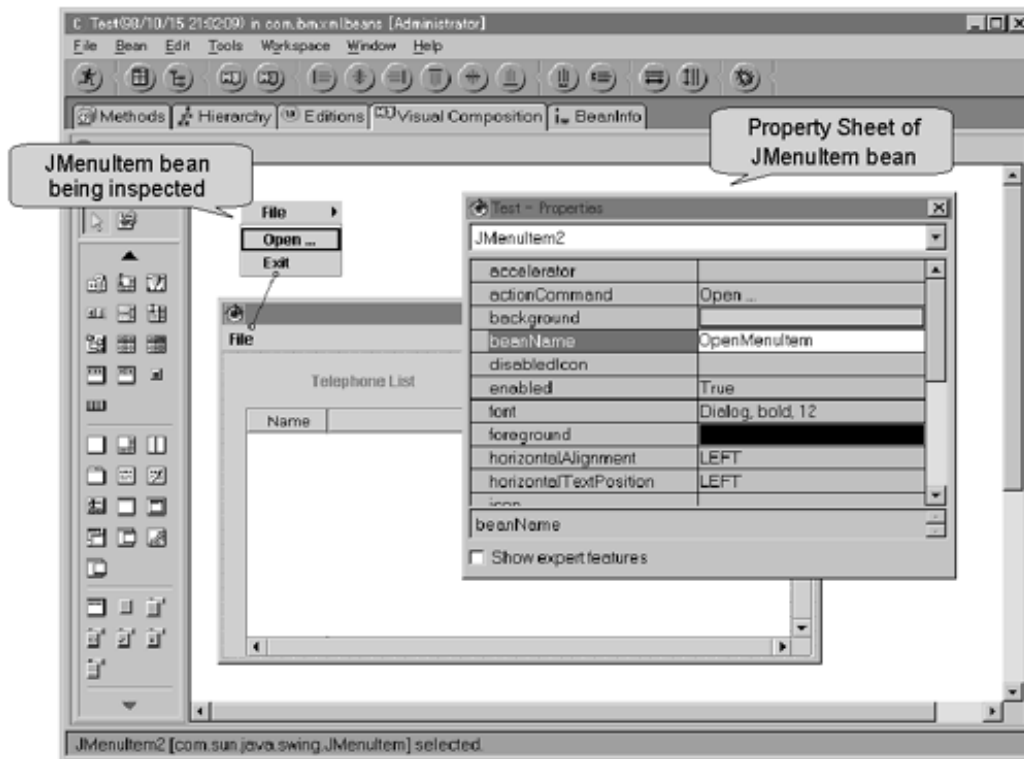 C Test(98/10/15 21:02:09) in com.ibm.xmlbeans [Administrator]
File Bean Edit Tools Workspace Window Help
Methods Hierarchy Editions Visual Composition BeanInfo
JMenuItem bean
being inspected
Property Sheet of
JMenuItem bean
File
Open ...
Exit
File
Telephone List
Name
Test - Properties
JMenuItem2
accelerator
actionCommand Open ...
background
beanName OpenMenuItem
disabledIcon
enabled True
font Dialog, bold, 12
foreground
horizontalAlignment LEFT
horizontalTextPosition LEFT
icon
beanName
Show expert features
JMenuItem2 [com.sun.java.swing.JMenuItem] selected.